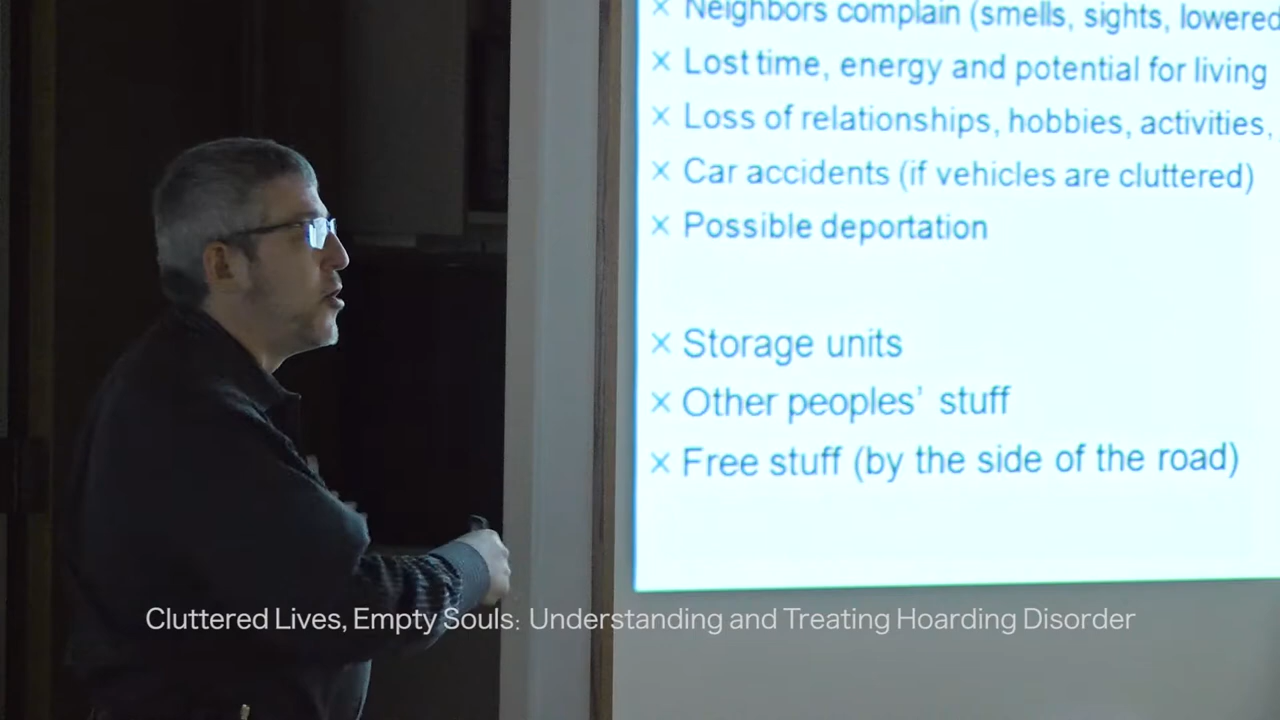 × Neighbors complain (smells, sights, lowered
× Lost time, energy and potential for living
× Loss of relationships, hobbies, activities,
× Car accidents (if vehicles are cluttered)
× Possible deportation
× Storage units
× Other peoples’ stuff
× Free stuff (by the side of the road)
Cluttered Lives, Empty Souls: Understanding and Treating Hoarding Disorder